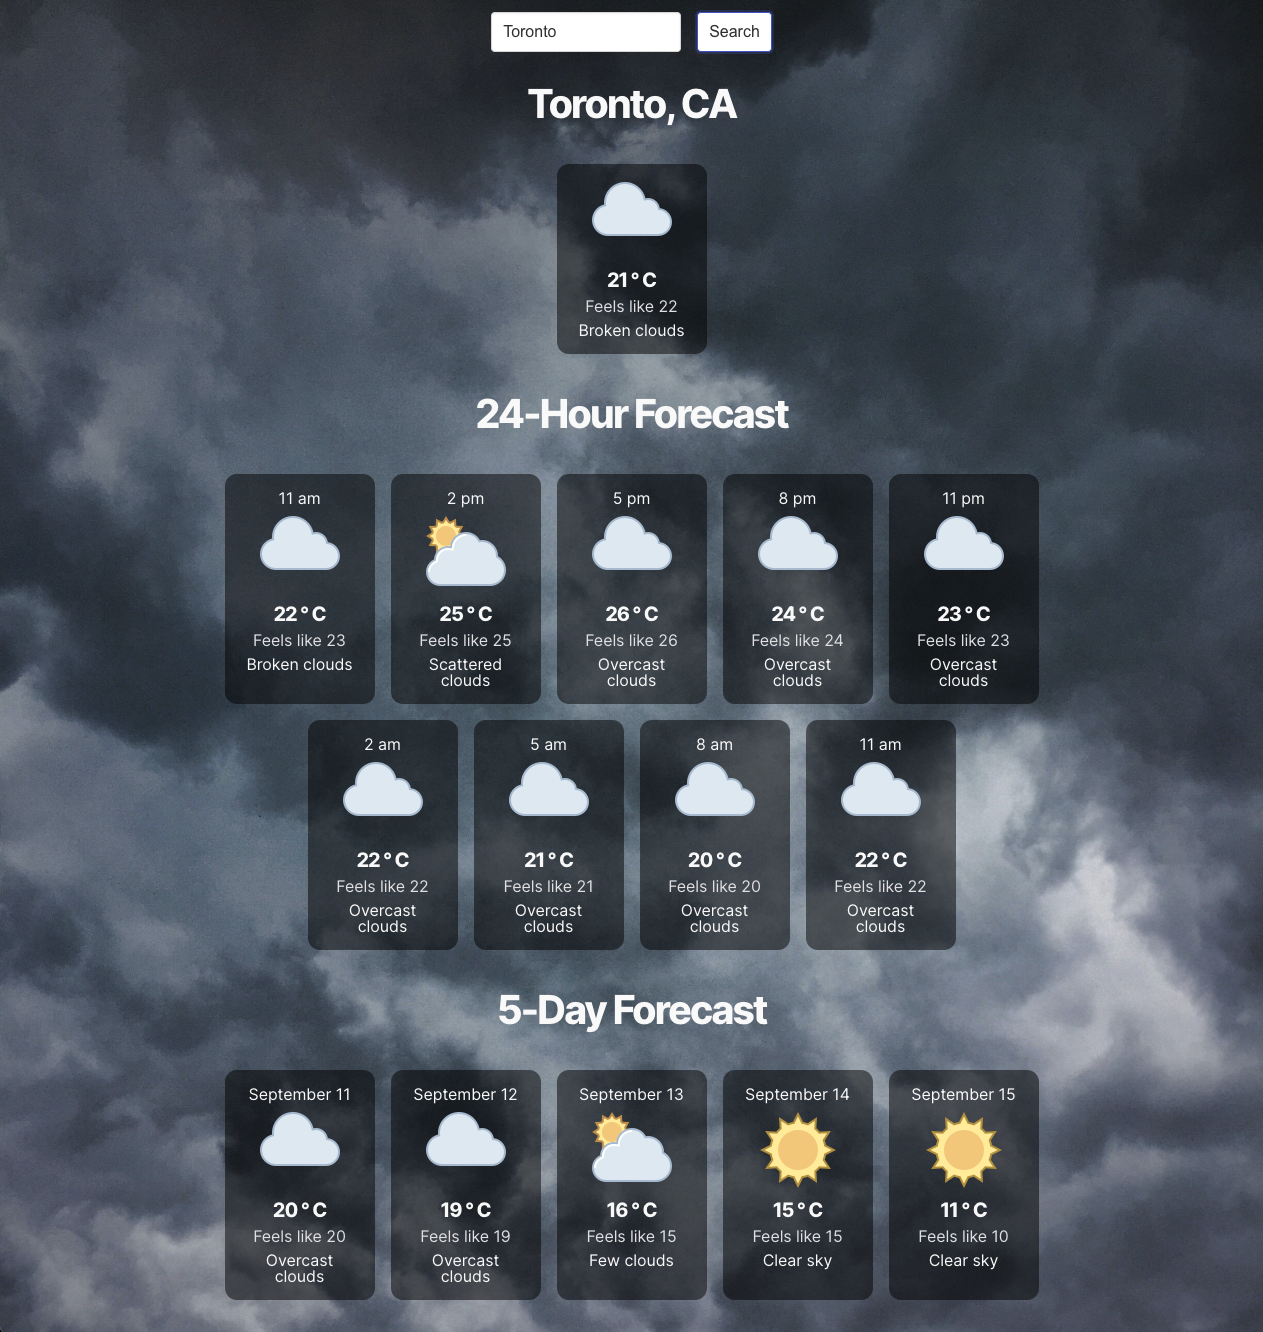 Toronto
Search
Toronto, CA
21 ° C
Feels like 22
Broken clouds
24-Hour Forecast
11 am
22 ° C
Feels like 23
Broken clouds
2 pm
25 ° C
Feels like 25
Scattered
clouds
5 pm
26 ° C
Feels like 26
Overcast
clouds
8 pm
24 ° C
Feels like 24
Overcast
clouds
11 pm
23 ° C
Feels like 23
Overcast
clouds
2 am
22 ° C
Feels like 22
Overcast
clouds
5 am
21 ° C
Feels like 21
Overcast
clouds
8 am
20 ° C
Feels like 20
Overcast
clouds
11 am
22 ° C
Feels like 22
Overcast
clouds
5-Day Forecast
September 11
20 ° C
Feels like 20
Overcast
clouds
September 12
19 ° C
Feels like 19
Overcast
clouds
September 13
16 ° C
Feels like 15
Few clouds
September 14
15 ° C
Feels like 15
Clear sky
September 15
11 ° C
Feels like 10
Clear sky